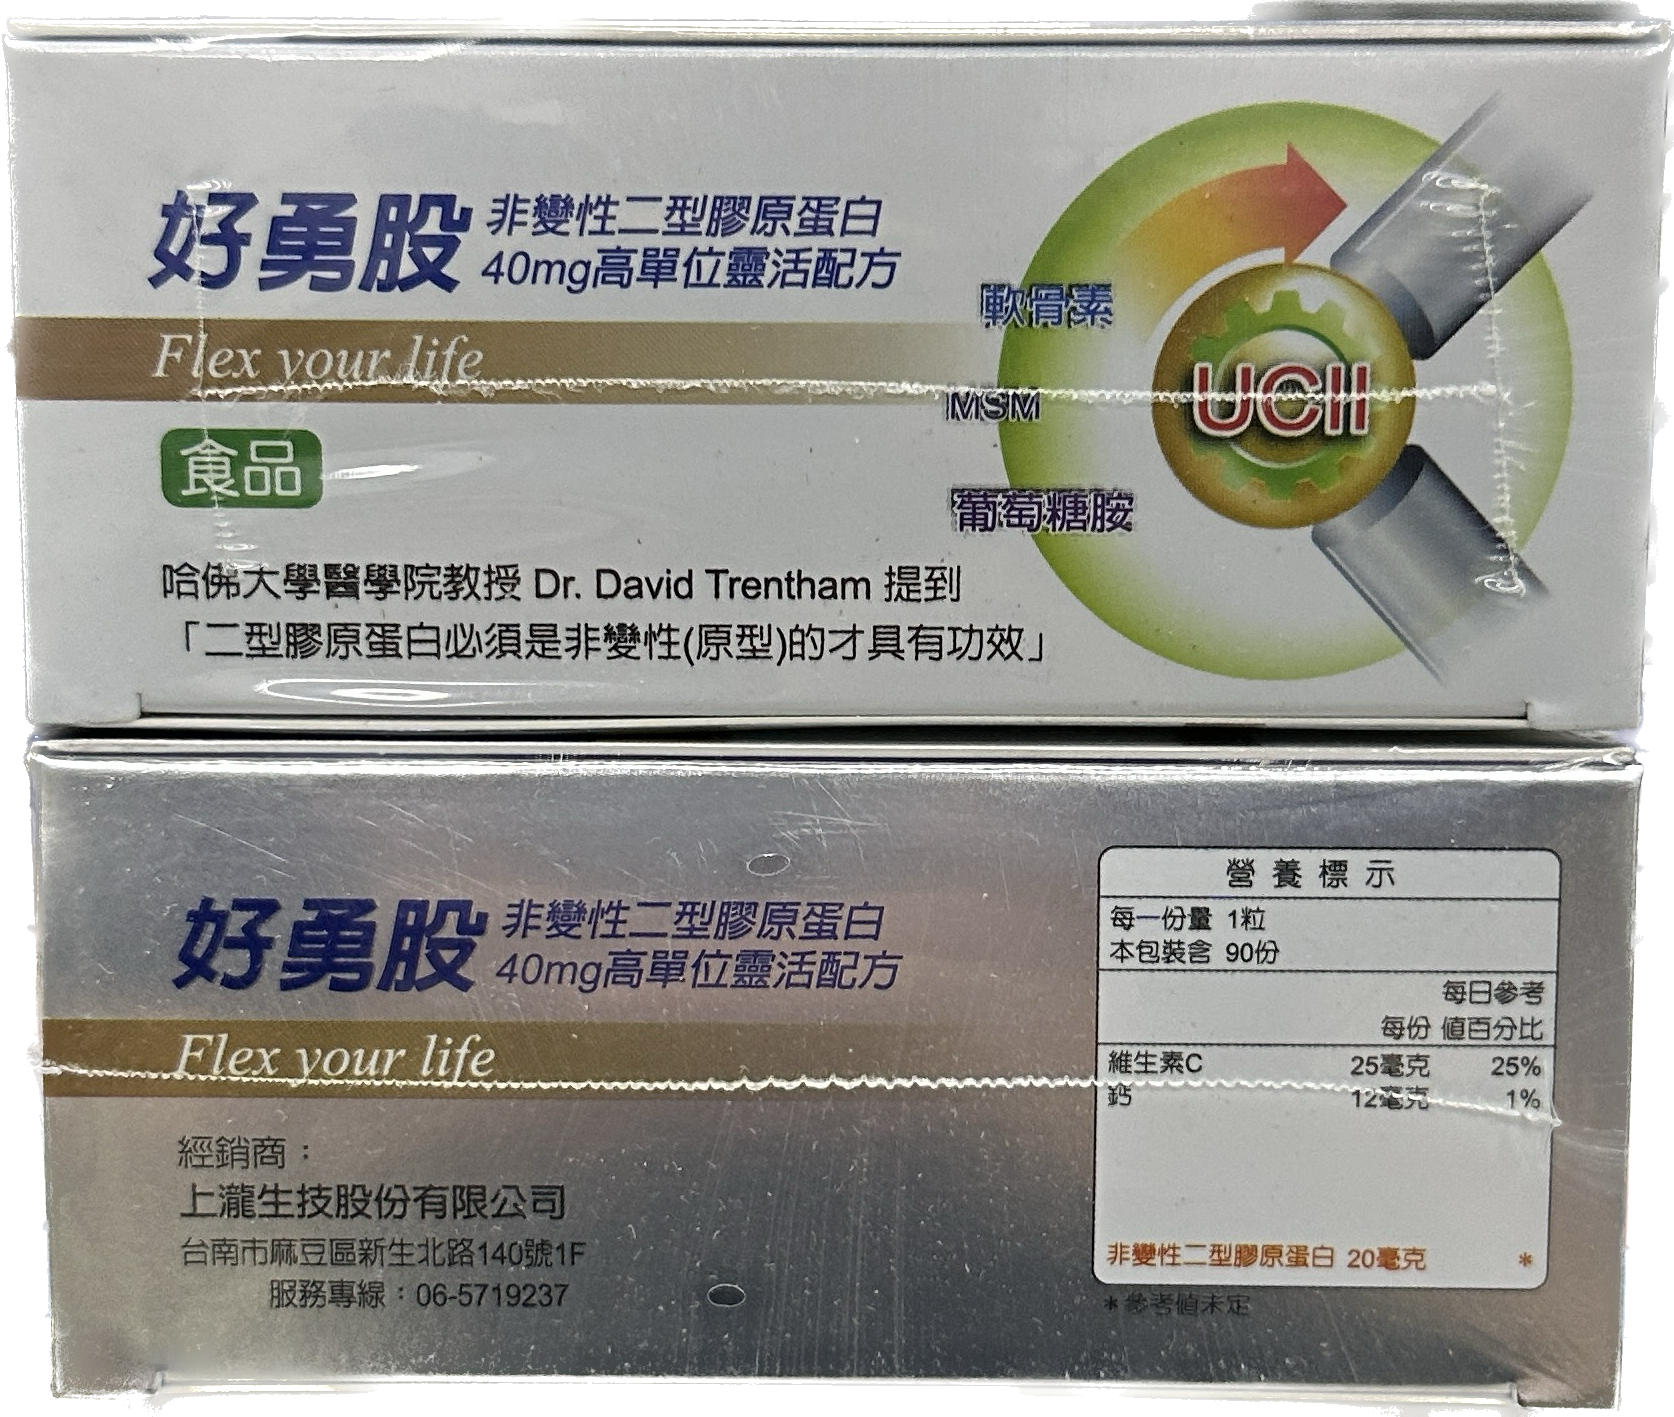 好勇股
非變性二型膠原蛋白
40mg高單位靈活配方
Flex your life
食品
軟骨素
MSM
葡萄糖胺
UCII
哈佛大學醫學院教授 Dr. David Trentham 提到
「二型膠原蛋白必須是非變性(原型)的才具有功效」
好勇股
非變性二型膠原蛋白
40mg高單位靈活配方
Flex your life
經銷商：
上瀧生技股份有限公司
台南市麻豆區新生北路140號1F
服務專線：06-5719237
營養標示
每一份量 1粒
本包裝含 90份
每日參考
每份 值百分比
維生素C 25毫克 25%
鈣 12毫克 1%
非變性二型膠原蛋白 20毫克 *
*參考值未定